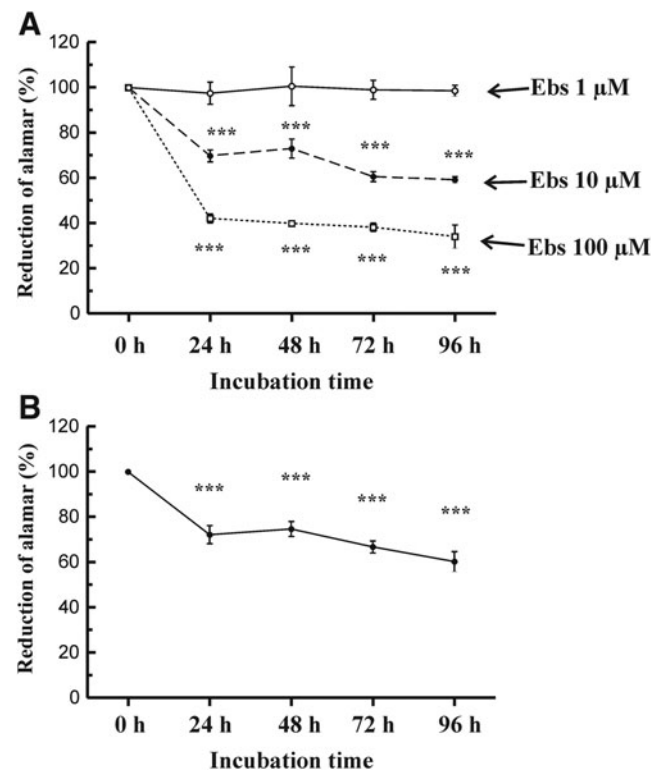 A
Reduction of alamar (%)
120
100
80
60
40
20
0
*** *** *** ***
*** *** *** ***
Ebs 1 µM
Ebs 10 µM
Ebs 100 µM
0 h 24 h 48 h 72 h 96 h
Incubation time
B
Reduction of alamar (%)
120
100
80
60
40
20
0
*** *** *** ***
0 h 24 h 48 h 72 h 96 h
Incubation time